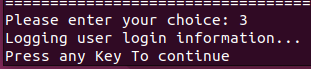 ==========================================
Please enter your choice: 3
Logging user login information...
Press any Key To continue